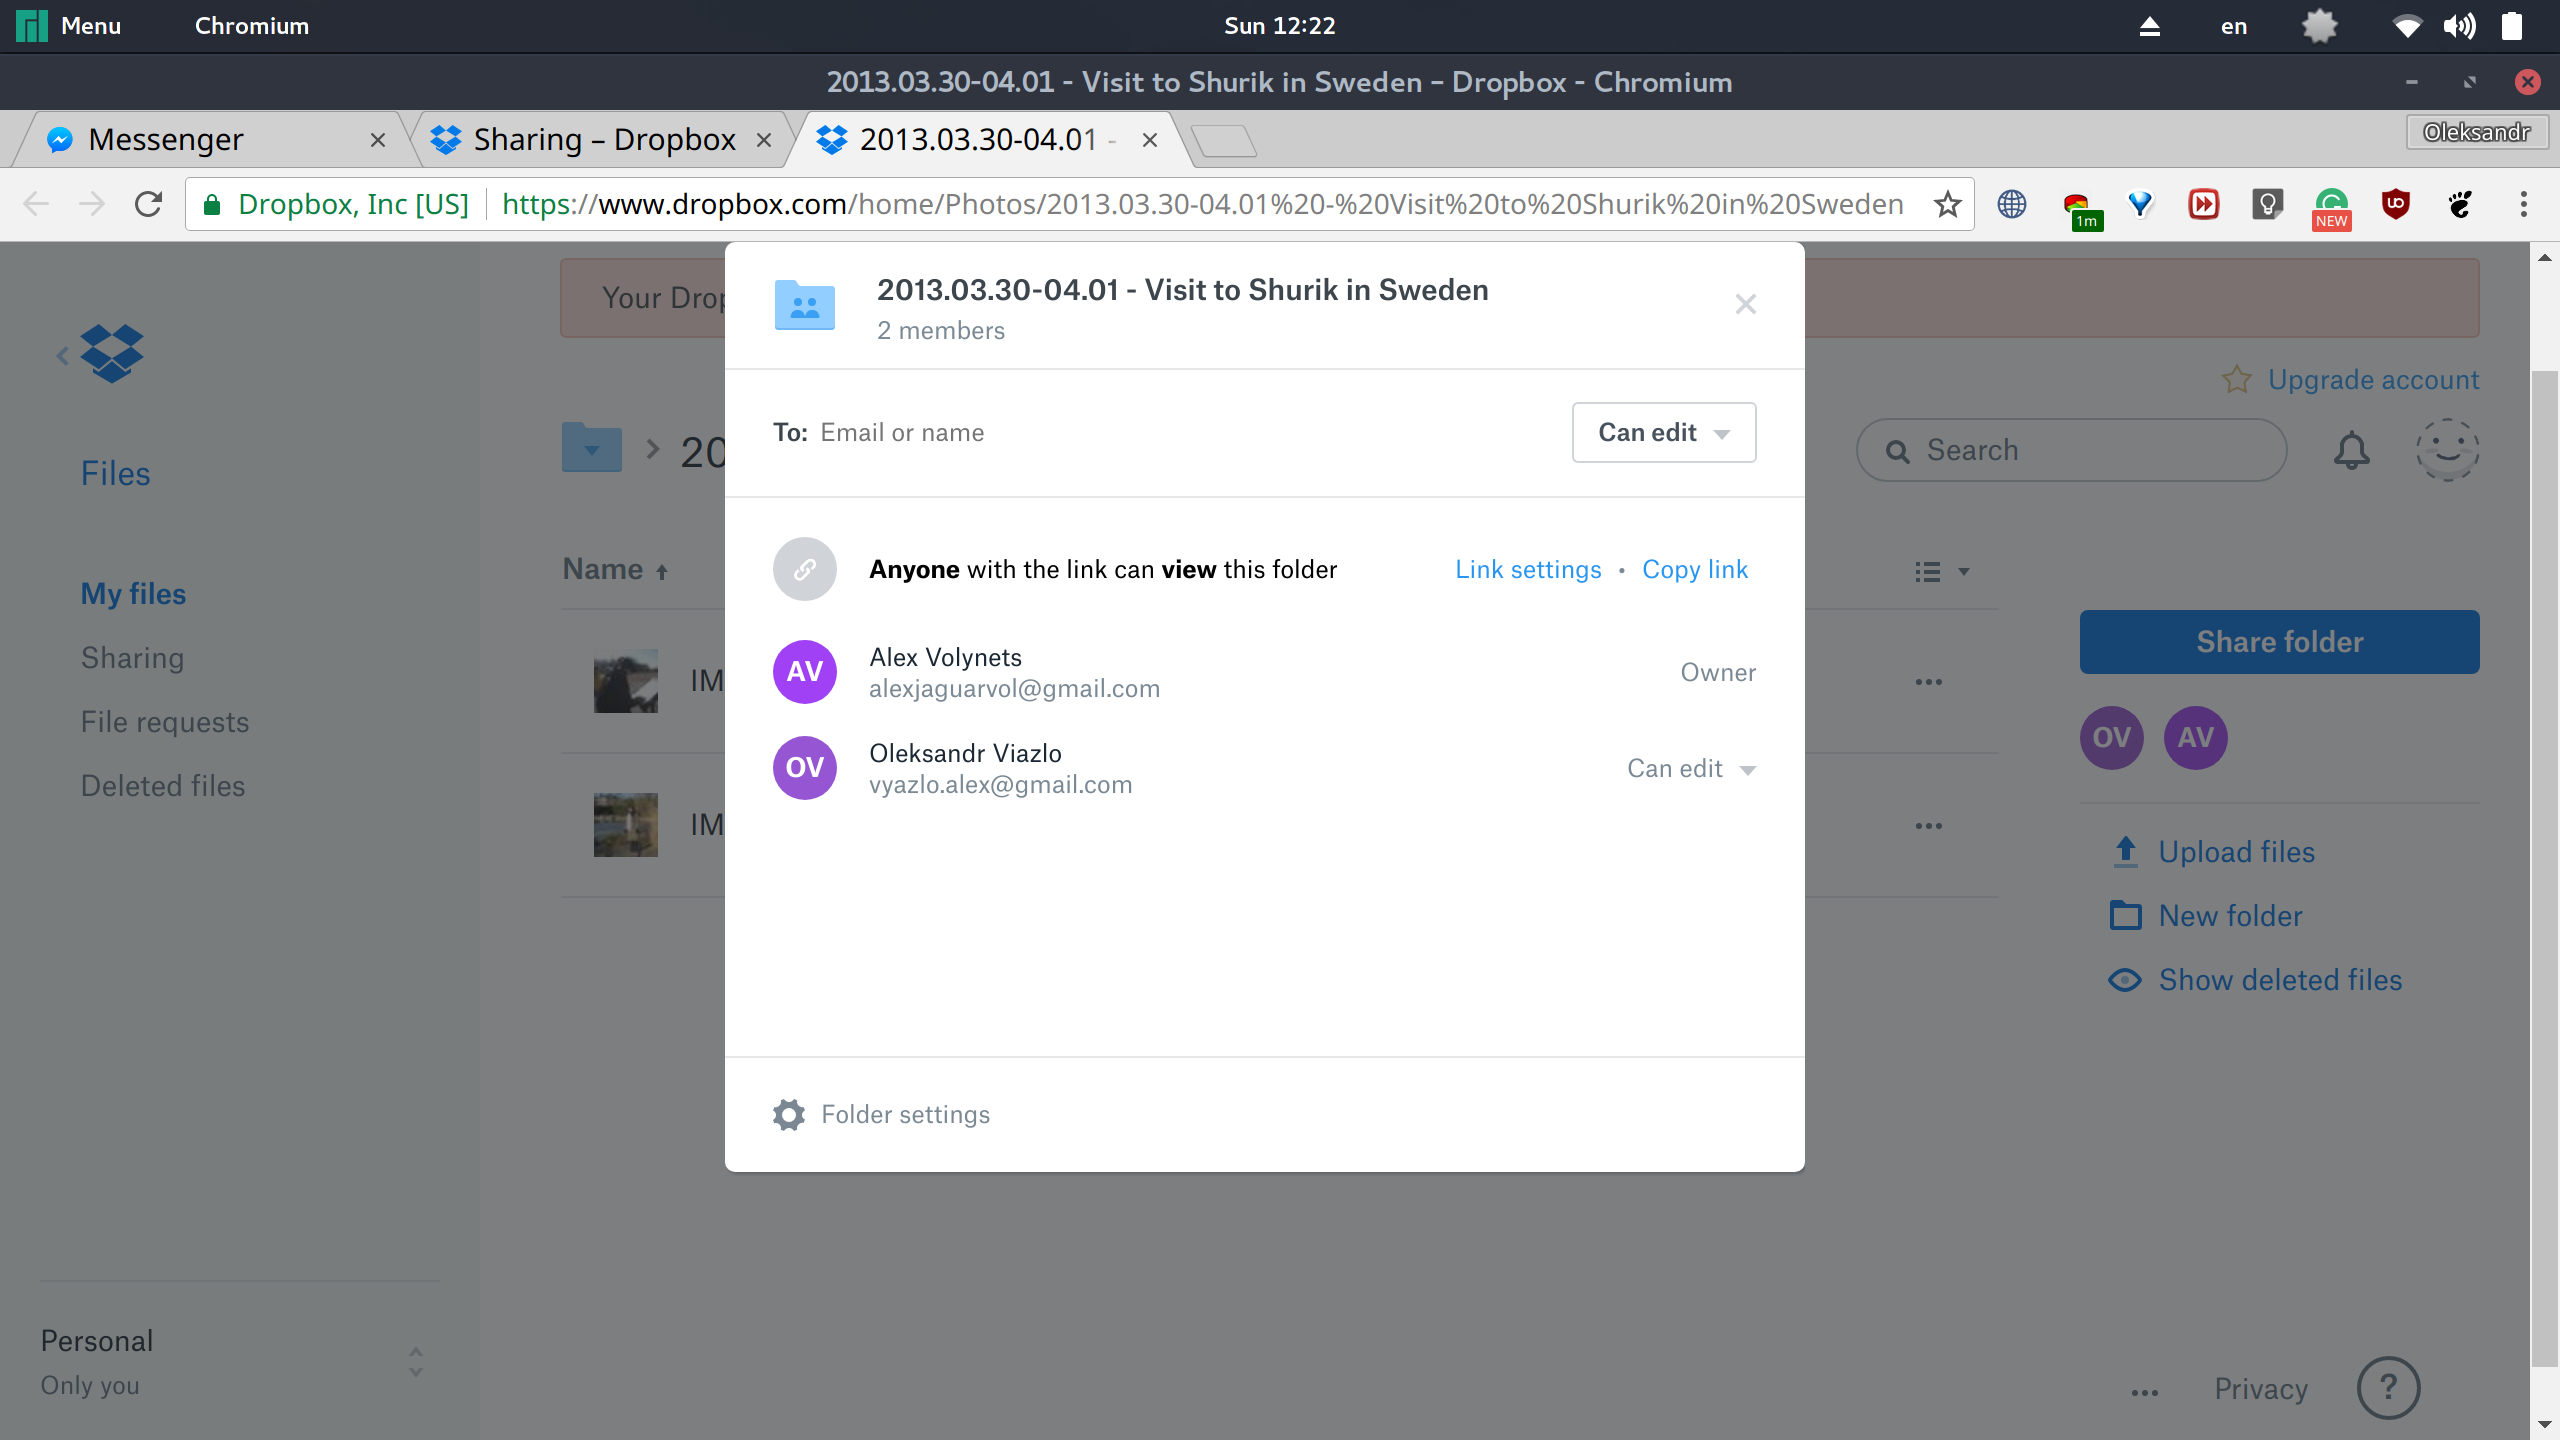 Menu Chromium Sun 12:22 en
2013.03.30-04.01 - Visit to Shurik in Sweden – Dropbox - Chromium
Messenger Sharing – Dropbox 2013.03.30-04.01 - Oleksandr
Dropbox, Inc [US] https://www.dropbox.com/home/Photos/2013.03.30-04.01%20-%20Visit%20to%20Shurik%20in%20Sweden 1m NEW
Your Drop
2013.03.30-04.01 - Visit to Shurik in Sweden
2 members
Upgrade account
To: Email or name Can edit
20
Search
Files
Name
Anyone with the link can view this folder Link settings • Copy link
My files
Sharing
File requests
Deleted files
IM
IM
AV Alex Volynets Owner
alexjaguarvol@gmail.com
OV Oleksandr Viazlo Can edit
vyazlo.alex@gmail.com
Share folder
OV AV
Upload files
New folder
Show deleted files
Folder settings
Personal
Only you
Privacy ?